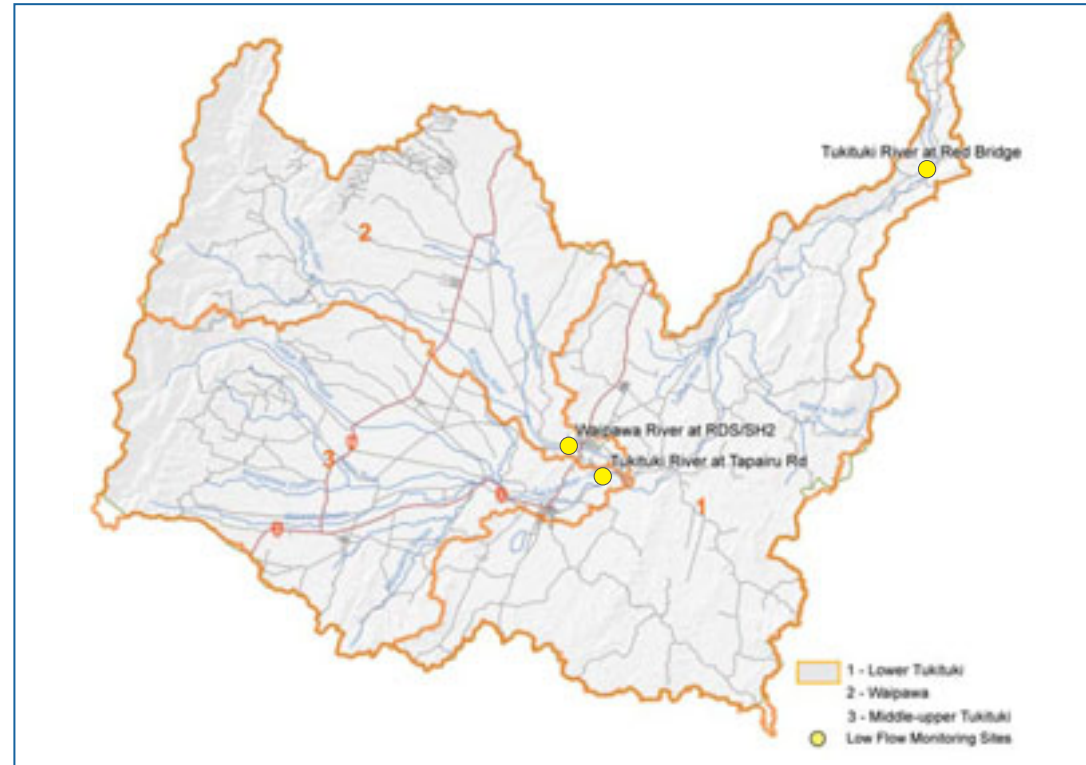 Tukituki River at Red Bridge
2
Waipawa River at RDS/SH2
3
Tukituki River at Tapairu Rd
1
1 - Lower Tukituki
2 - Waipawa
3 - Middle-upper Tukituki
Low Flow Monitoring Sites